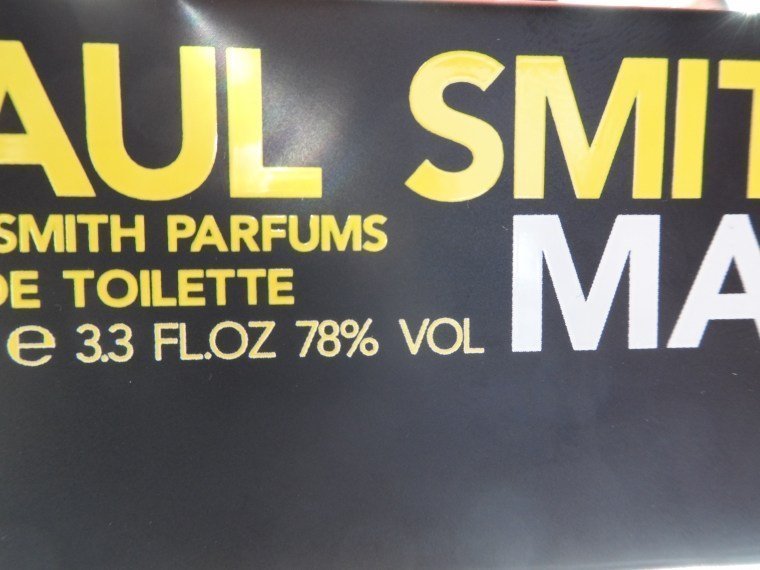 AUL SMIT
SMITH PARFUMS
DE TOILETTE
MA
e 3.3 FL.OZ 78% VOL